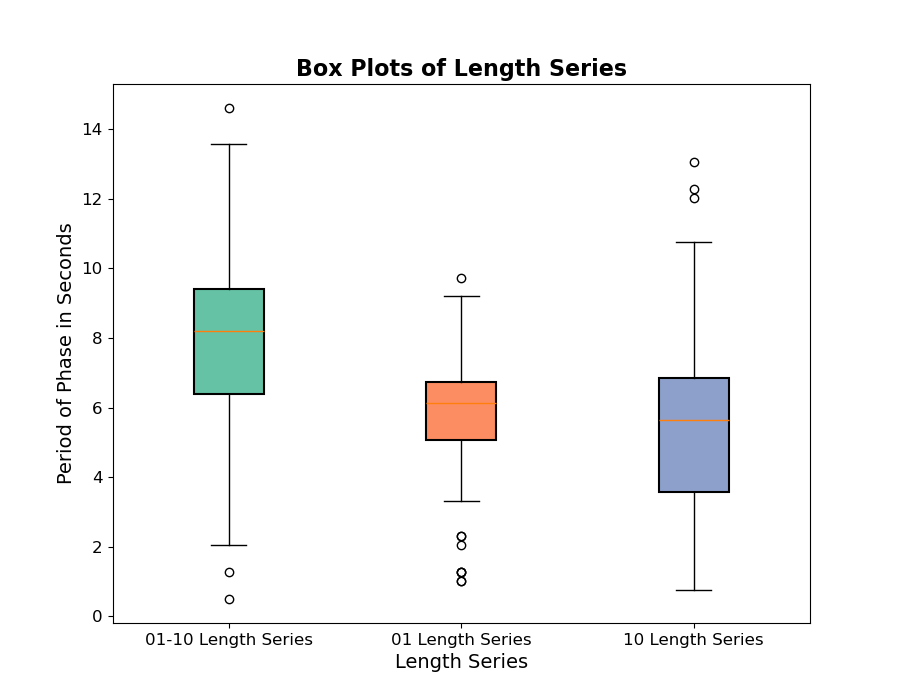 Box Plots of Length Series
Period of Phase in Seconds
14
12
10
8
6
4
2
0
01-10 Length Series
01 Length Series
10 Length Series
Length Series